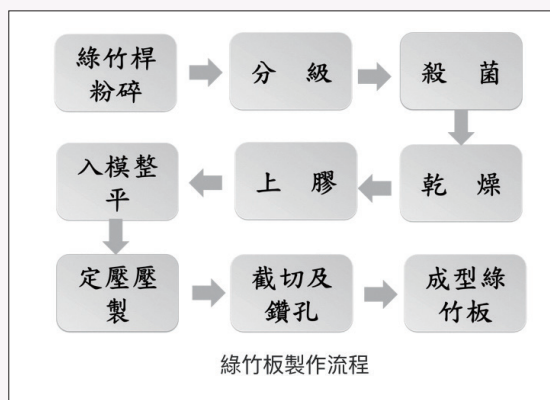 綠竹桿
粉碎
分 級
殺 菌
乾 燥
上 膠
入模整
平
定壓壓
製
截切及
鑽孔
成型綠
竹板
綠竹板製作流程